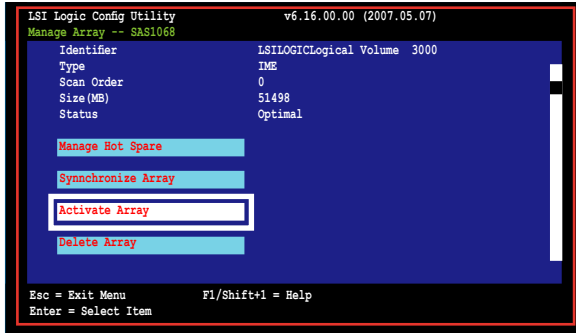 LSI Logic Config Utility v6.16.00.00 (2007.05.07)
Manage Array -- SAS1068
Identifier LSILOGICLogical Volume 3000
Type IME
Scan Order 0
Size(MB) 51498
Status Optimal
Manage Hot Spare
Synnchronize Array
Activate Array
Delete Array
Esc = Exit Menu F1/Shift+1 = Help
Enter = Select Item